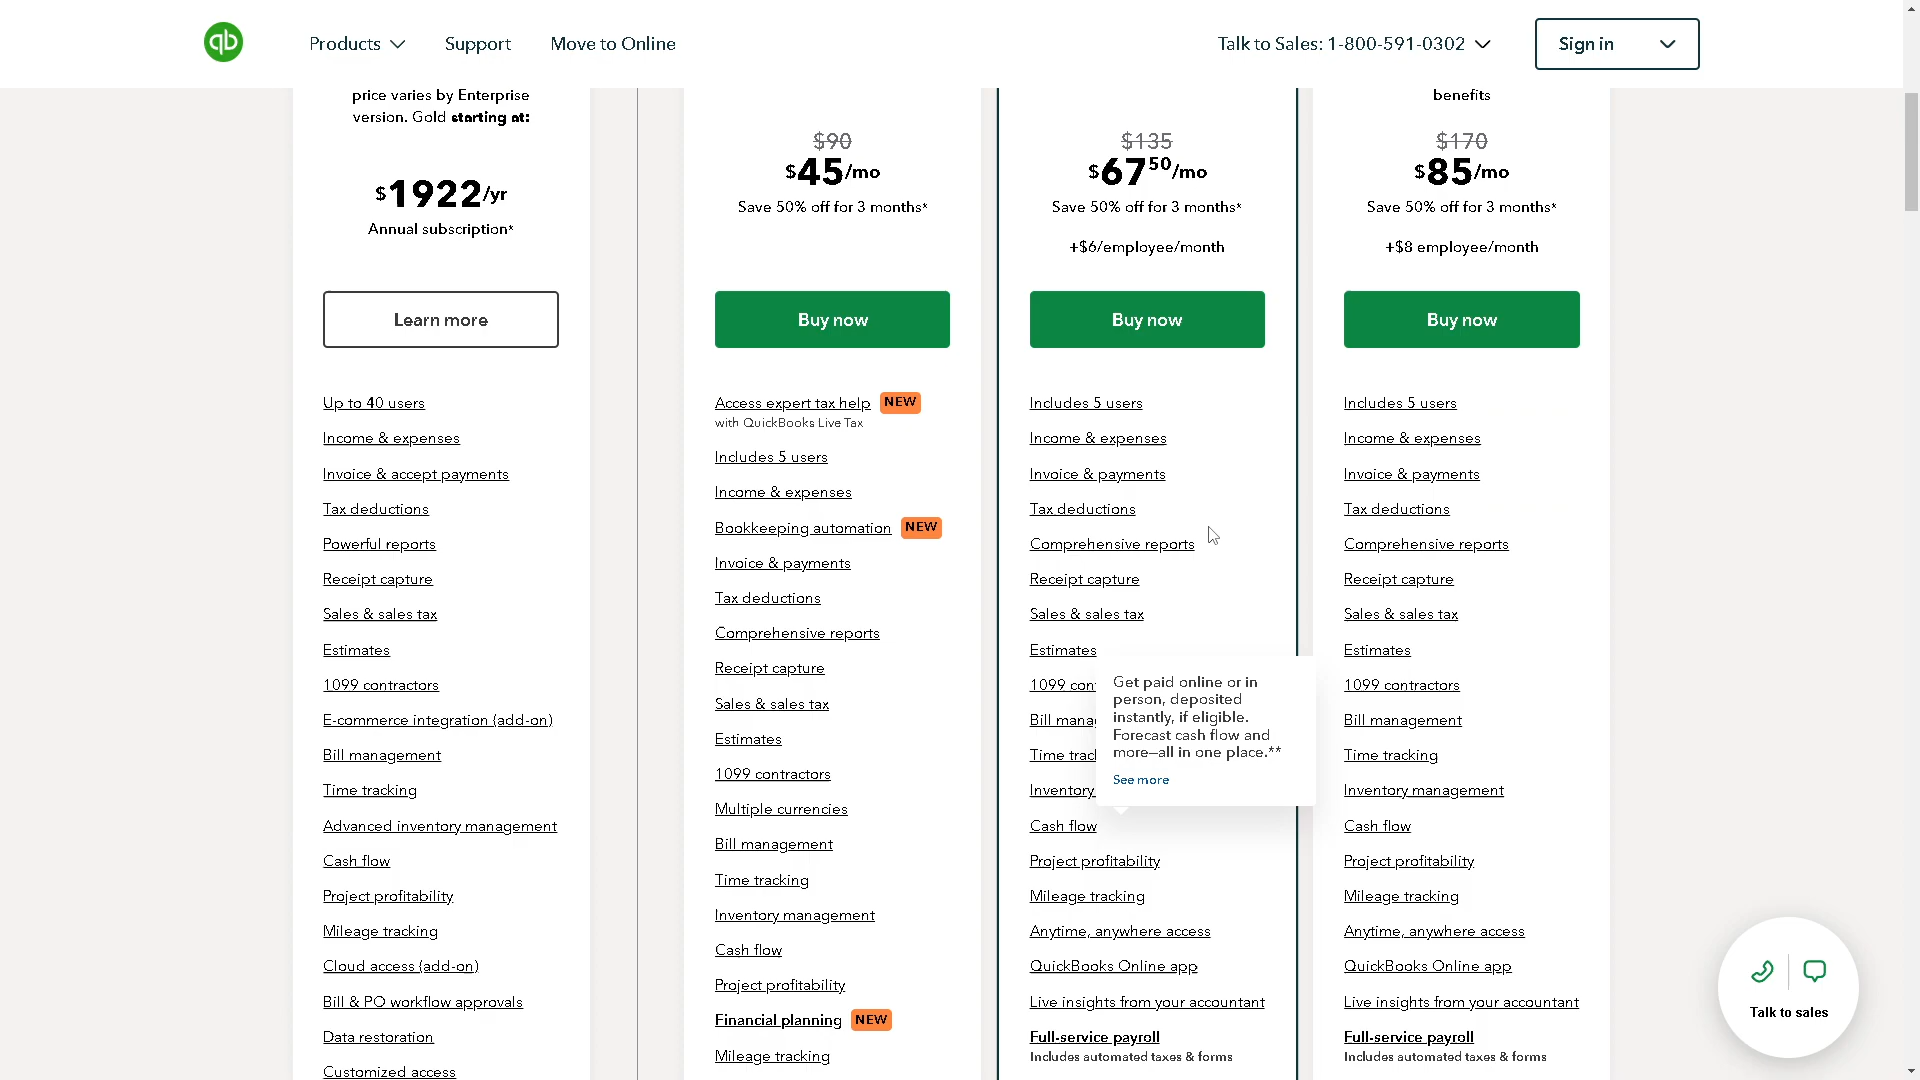 qb
Products
Support
Move to Online
Talk to Sales: 1-800-591-0302
Sign in
price varies by Enterprise
version. Gold starting at:
$1922/yr
Annual subscription*
Learn more
Up to 40 users
Income & expenses
Invoice & accept payments
Tax deductions
Powerful reports
Receipt capture
Sales & sales tax
Estimates
1099 contractors
E-commerce integration (add-on)
Bill management
Time tracking
Advanced inventory management
Cash flow
Project profitability
Mileage tracking
Cloud access (add-on)
Bill & PO workflow approvals
Data restoration
Customized access
$90
$45/mo
Save 50% off for 3 months*
Buy now
Access expert tax help NEW
with QuickBooks Live Tax
Includes 5 users
Income & expenses
Bookkeeping automation NEW
Invoice & payments
Tax deductions
Comprehensive reports
Receipt capture
Sales & sales tax
Estimates
1099 contractors
Multiple currencies
Bill management
Time tracking
Inventory management
Cash flow
Project profitability
Financial planning NEW
Mileage tracking
$135
$67 50/mo
Save 50% off for 3 months*
+$6/employee/month
Buy now
Includes 5 users
Income & expenses
Invoice & payments
Tax deductions
Comprehensive reports
Receipt capture
Sales & sales tax
Estimates
1099 con
Bill mana
Time trac
Inventory
Get paid online or in
person, deposited
instantly, if eligible.
Forecast cash flow and
more—all in one place.**
See more
Cash flow
Project profitability
Mileage tracking
Anytime, anywhere access
QuickBooks Online app
Live insights from your accountant
Full-service payroll
Includes automated taxes & forms
benefits
$170
$85/mo
Save 50% off for 3 months*
+$8 employee/month
Buy now
Includes 5 users
Income & expenses
Invoice & payments
Tax deductions
Comprehensive reports
Receipt capture
Sales & sales tax
Estimates
1099 contractors
Bill management
Time tracking
Inventory management
Cash flow
Project profitability
Mileage tracking
Anytime, anywhere access
QuickBooks Online app
Live insights from your accountant
Full-service payroll
Includes automated taxes & forms
Talk to sales